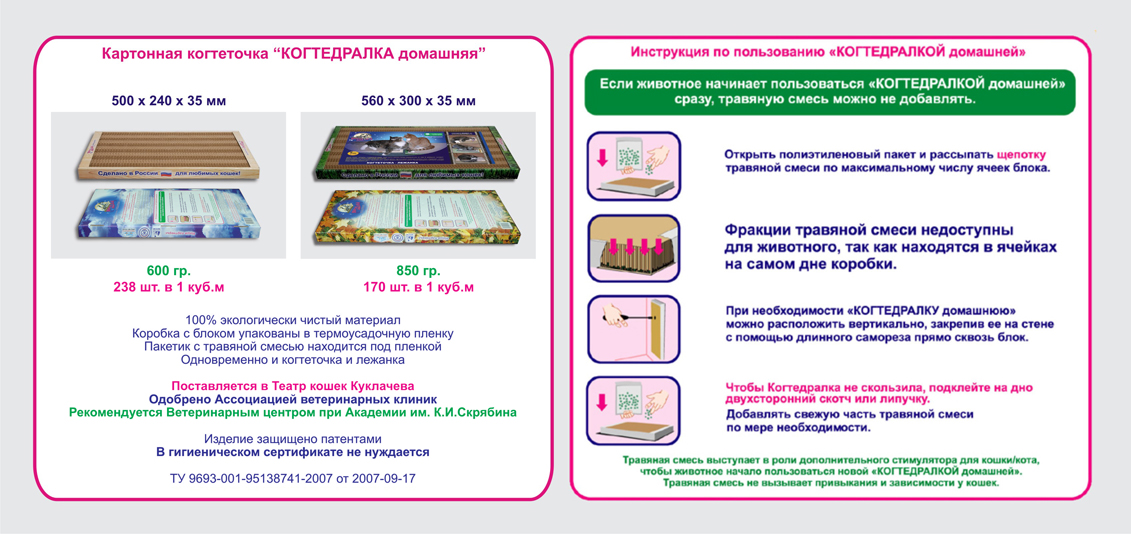 Картонная когтеточка “КОГТЕДРАЛКА домашняя”
500 x 240 x 35 мм
560 x 300 x 35 мм
Сделано в России для любимых кошек!
КОГТЕТОЧКА - ЛЕЖАНКА
Сделано в России для любимых кошек!
600 гр.
238 шт. в 1 куб.м
850 гр.
170 шт. в 1 куб.м
100% экологически чистый материал
Коробка с блоком упакованы в термоусадочную пленку
Пакетик с травяной смесью находится под пленкой
Одновременно и когтеточка и лежанка
Поставляется в Театр кошек Куклачева
Одобрено Ассоциацией ветеринарных клиник
Рекомендуется Ветеринарным центром при Академии им. К.И.Скрябина
Изделие защищено патентами
В гигиеническом сертификате не нуждается
ТУ 9693-001-95138741-2007 от 2007-09-17
Инструкция по пользованию «КОГТЕДРАЛКОЙ домашней»
Если животное начинает пользоваться «КОГТЕДРАЛКОЙ домашней»
сразу, травяную смесь можно не добавлять.
Открыть полиэтиленовый пакет и рассыпать щепотку
травяной смеси по максимальному числу ячеек блока.
Фракции травяной смеси недоступны
для животного, так как находятся в ячейках
на самом дне коробки.
При необходимости «КОГТЕДРАЛКУ домашнюю»
можно расположить вертикально, закрепив ее на стене
с помощью длинного самореза прямо сквозь блок.
Чтобы Когтедралка не скользила, подклейте на дно
двухсторонний скотч или липучку.
Добавлять свежую часть травяной смеси
по мере необходимости.
Травяная смесь выступает в роли дополнительного стимулятора для кошки/кота,
чтобы животное начало пользоваться новой «КОГТЕДРАЛКОЙ домашней».
Травяная смесь не вызывает привыкания и зависимости у кошек.